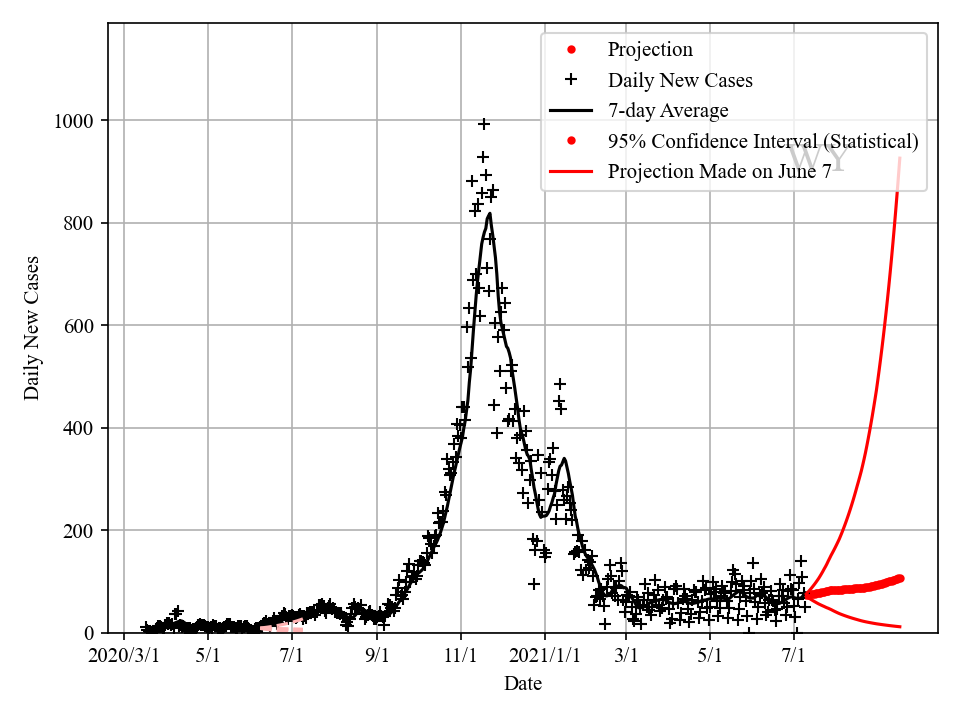 Projection
Daily New Cases
7-day Average
95% Confidence Interval (Statistical)
Projection Made on June 7
WY
1000
800
600
400
200
0
Daily New Cases
2020/3/1 5/1 7/1 9/1 11/1 2021/1/1 3/1 5/1 7/1
Date